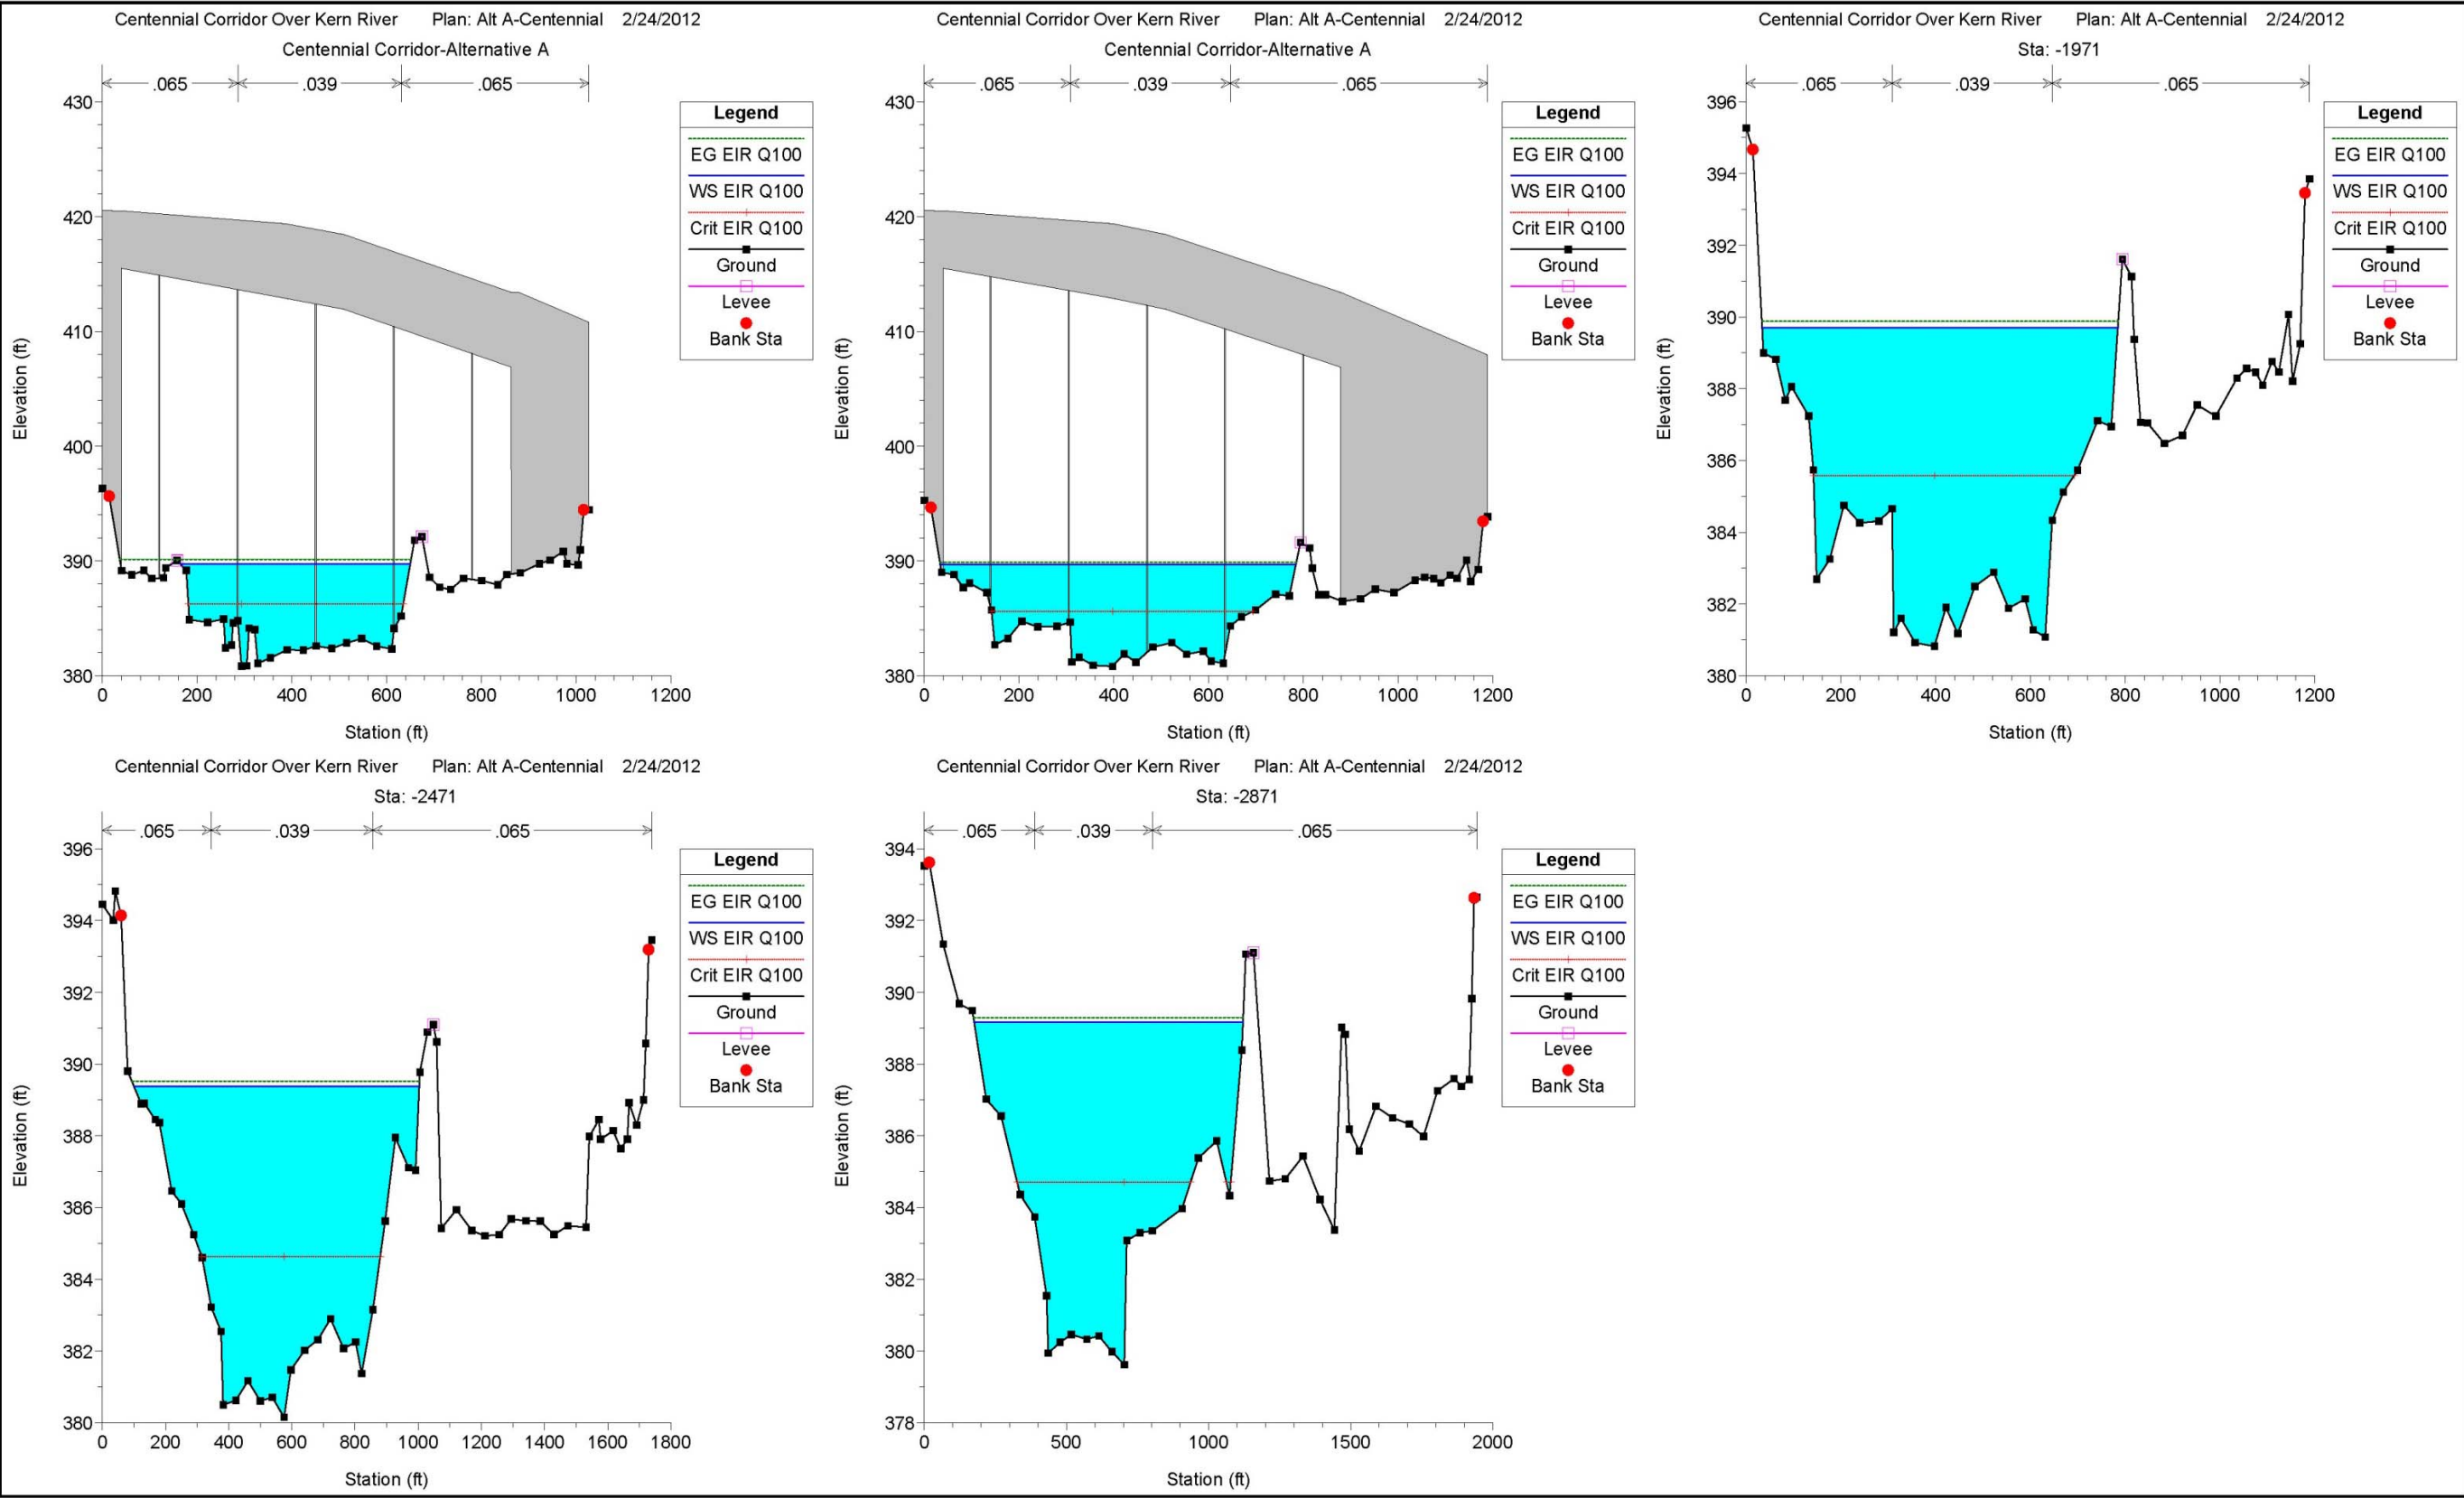 Centennial Corridor Over Kern River Plan: Alt A-Centennial 2/24/2012
Centennial Corridor-Alternative A
.065 .039 .065
430
420
410
400
390
380
Elevation (ft)
0 200 400 600 800 1000 1200
Station (ft)
Legend
EG EIR Q100
WS EIR Q100
Crit EIR Q100
Ground
Levee
Bank Sta
Centennial Corridor Over Kern River Plan: Alt A-Centennial 2/24/2012
Centennial Corridor-Alternative A
.065 .039 .065
430
420
410
400
390
380
Elevation (ft)
0 200 400 600 800 1000 1200
Station (ft)
Legend
EG EIR Q100
WS EIR Q100
Crit EIR Q100
Ground
Levee
Bank Sta
Centennial Corridor Over Kern River Plan: Alt A-Centennial 2/24/2012
Sta: -1971
.065 .039 .065
396
394
392
390
388
386
384
382
380
Elevation (ft)
0 200 400 600 800 1000 1200
Station (ft)
Legend
EG EIR Q100
WS EIR Q100
Crit EIR Q100
Ground
Levee
Bank Sta
Centennial Corridor Over Kern River Plan: Alt A-Centennial 2/24/2012
Sta: -2471
.065 .039 .065
396
394
392
390
388
386
384
382
380
Elevation (ft)
0 200 400 600 800 1000 1200 1400 1600 1800
Station (ft)
Legend
EG EIR Q100
WS EIR Q100
Crit EIR Q100
Ground
Levee
Bank Sta
Centennial Corridor Over Kern River Plan: Alt A-Centennial 2/24/2012
Sta: -2871
.065 .039 .065
394
392
390
388
386
384
382
380
378
Elevation (ft)
0 500 1000 1500 2000
Station (ft)
Legend
EG EIR Q100
WS EIR Q100
Crit EIR Q100
Ground
Levee
Bank Sta